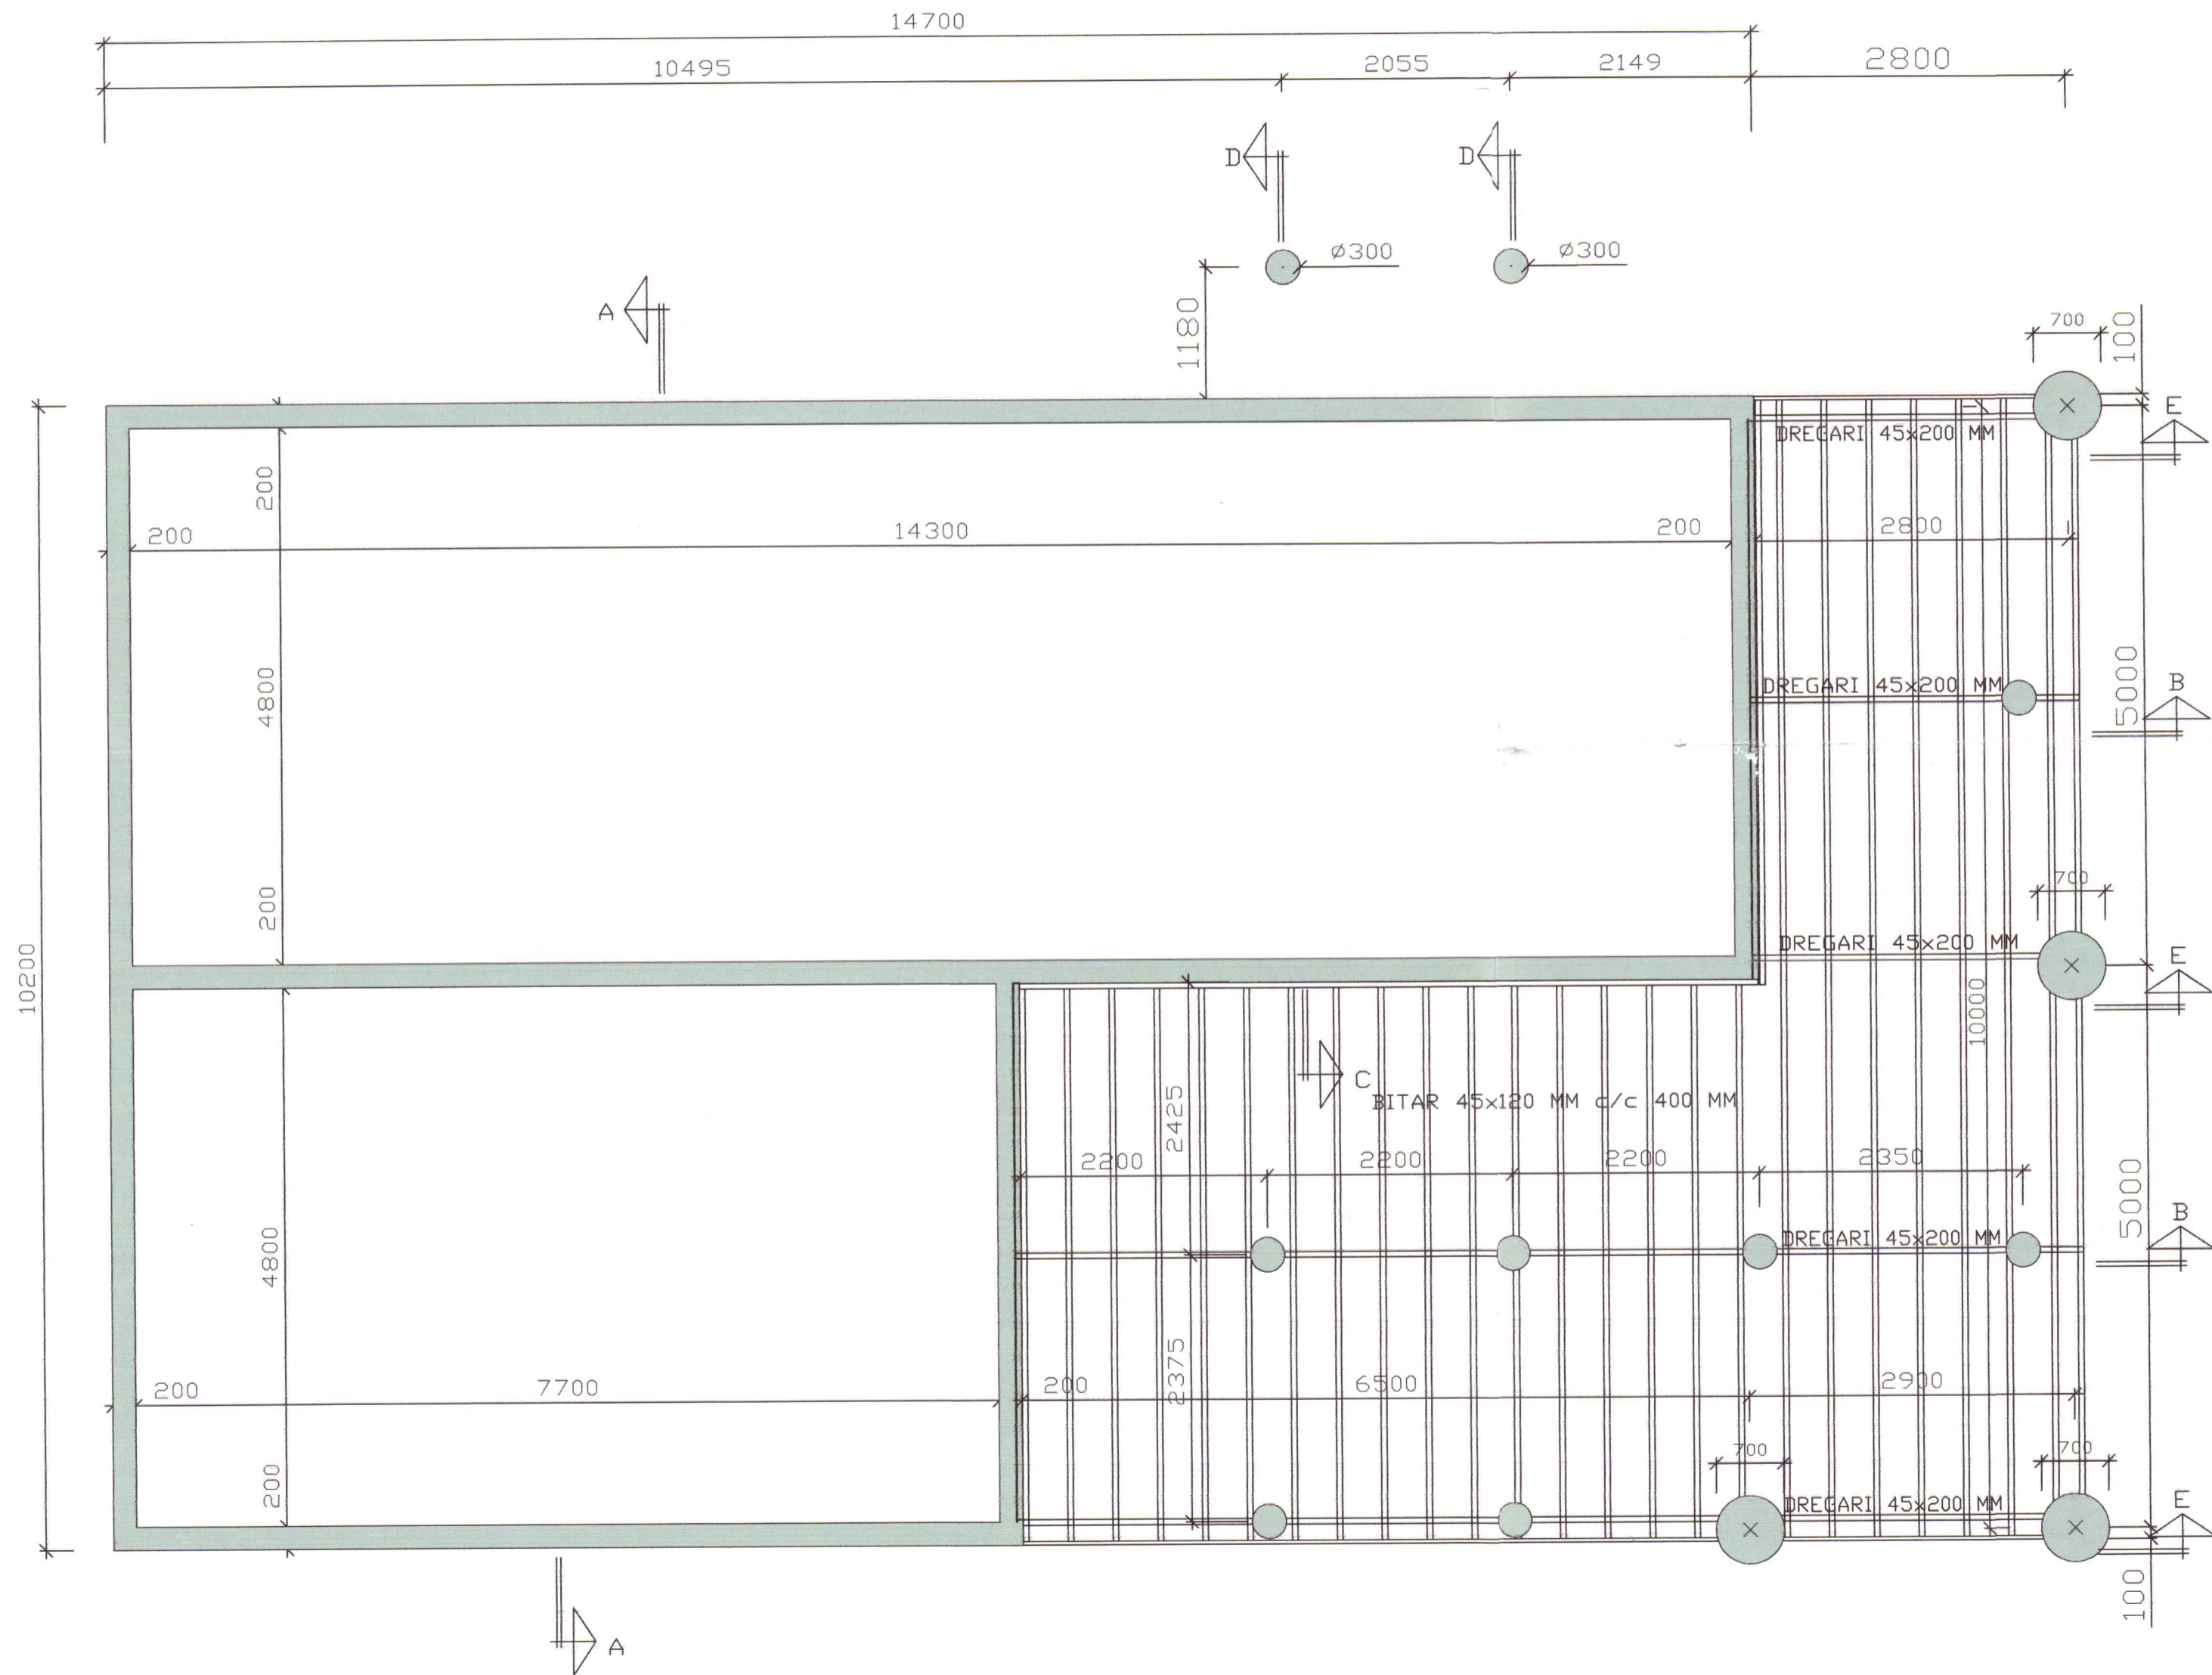 14700
10495 2055 2149 2800
D D
ø300 ø300
A 1180 700 100
E
DREGARI 45x200 MM
200
200 14300 200 2800
4800 5000
DREGARI 45x200 MM B
200 700
10200 DREGARI 45x200 MM E
10000
C
BITAR 45x120 MM c/c 400 MM
2425
2200 2200 2200 2350
4800 5000
DREGARI 45x200 MM B
2375
200 7700 200 6500 2900
700 700
200 DREGARI 45x200 MM E
100
A